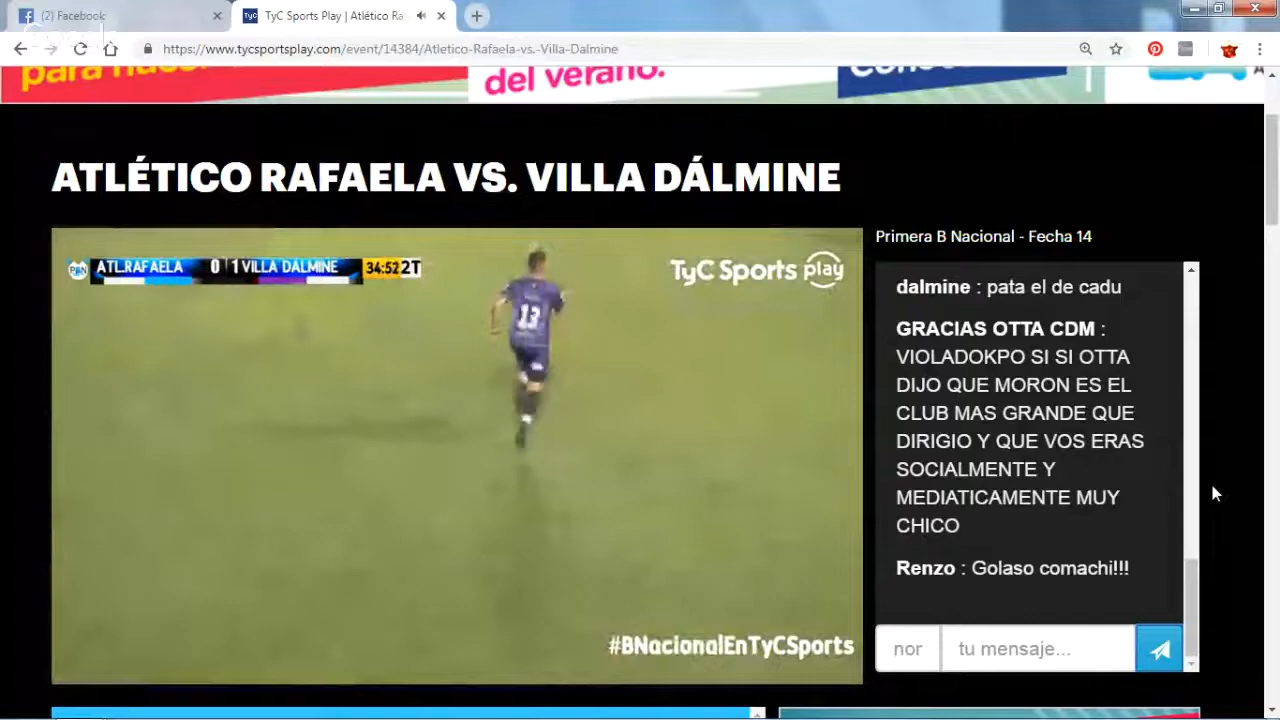 (2) Facebook
TyC Sports Play | Atlético Ra
https://www.tycsportsplay.com/event/14384/Atletico-Rafaela-vs.-Villa-Dalmine
del verano.
ATLÉTICO RAFAELA VS. VILLA DÁLMINE
Primera B Nacional - Fecha 14
ATL.RAFAELA 0 1 VILLA DALMINE 34:52 2T
TyC Sports play
13
#BNacionalEnTyCSports
dalmine : pata el de cadu
GRACIAS OTTA CDM :
VIOLADOKPO SI SI OTTA
DIJO QUE MORON ES EL
CLUB MAS GRANDE QUE
DIRIGIO Y QUE VOS ERAS
SOCIALMENTE Y
MEDIATICAMENTE MUY
CHICO
Renzo : Golaso comachi!!!
nor
tu mensaje...